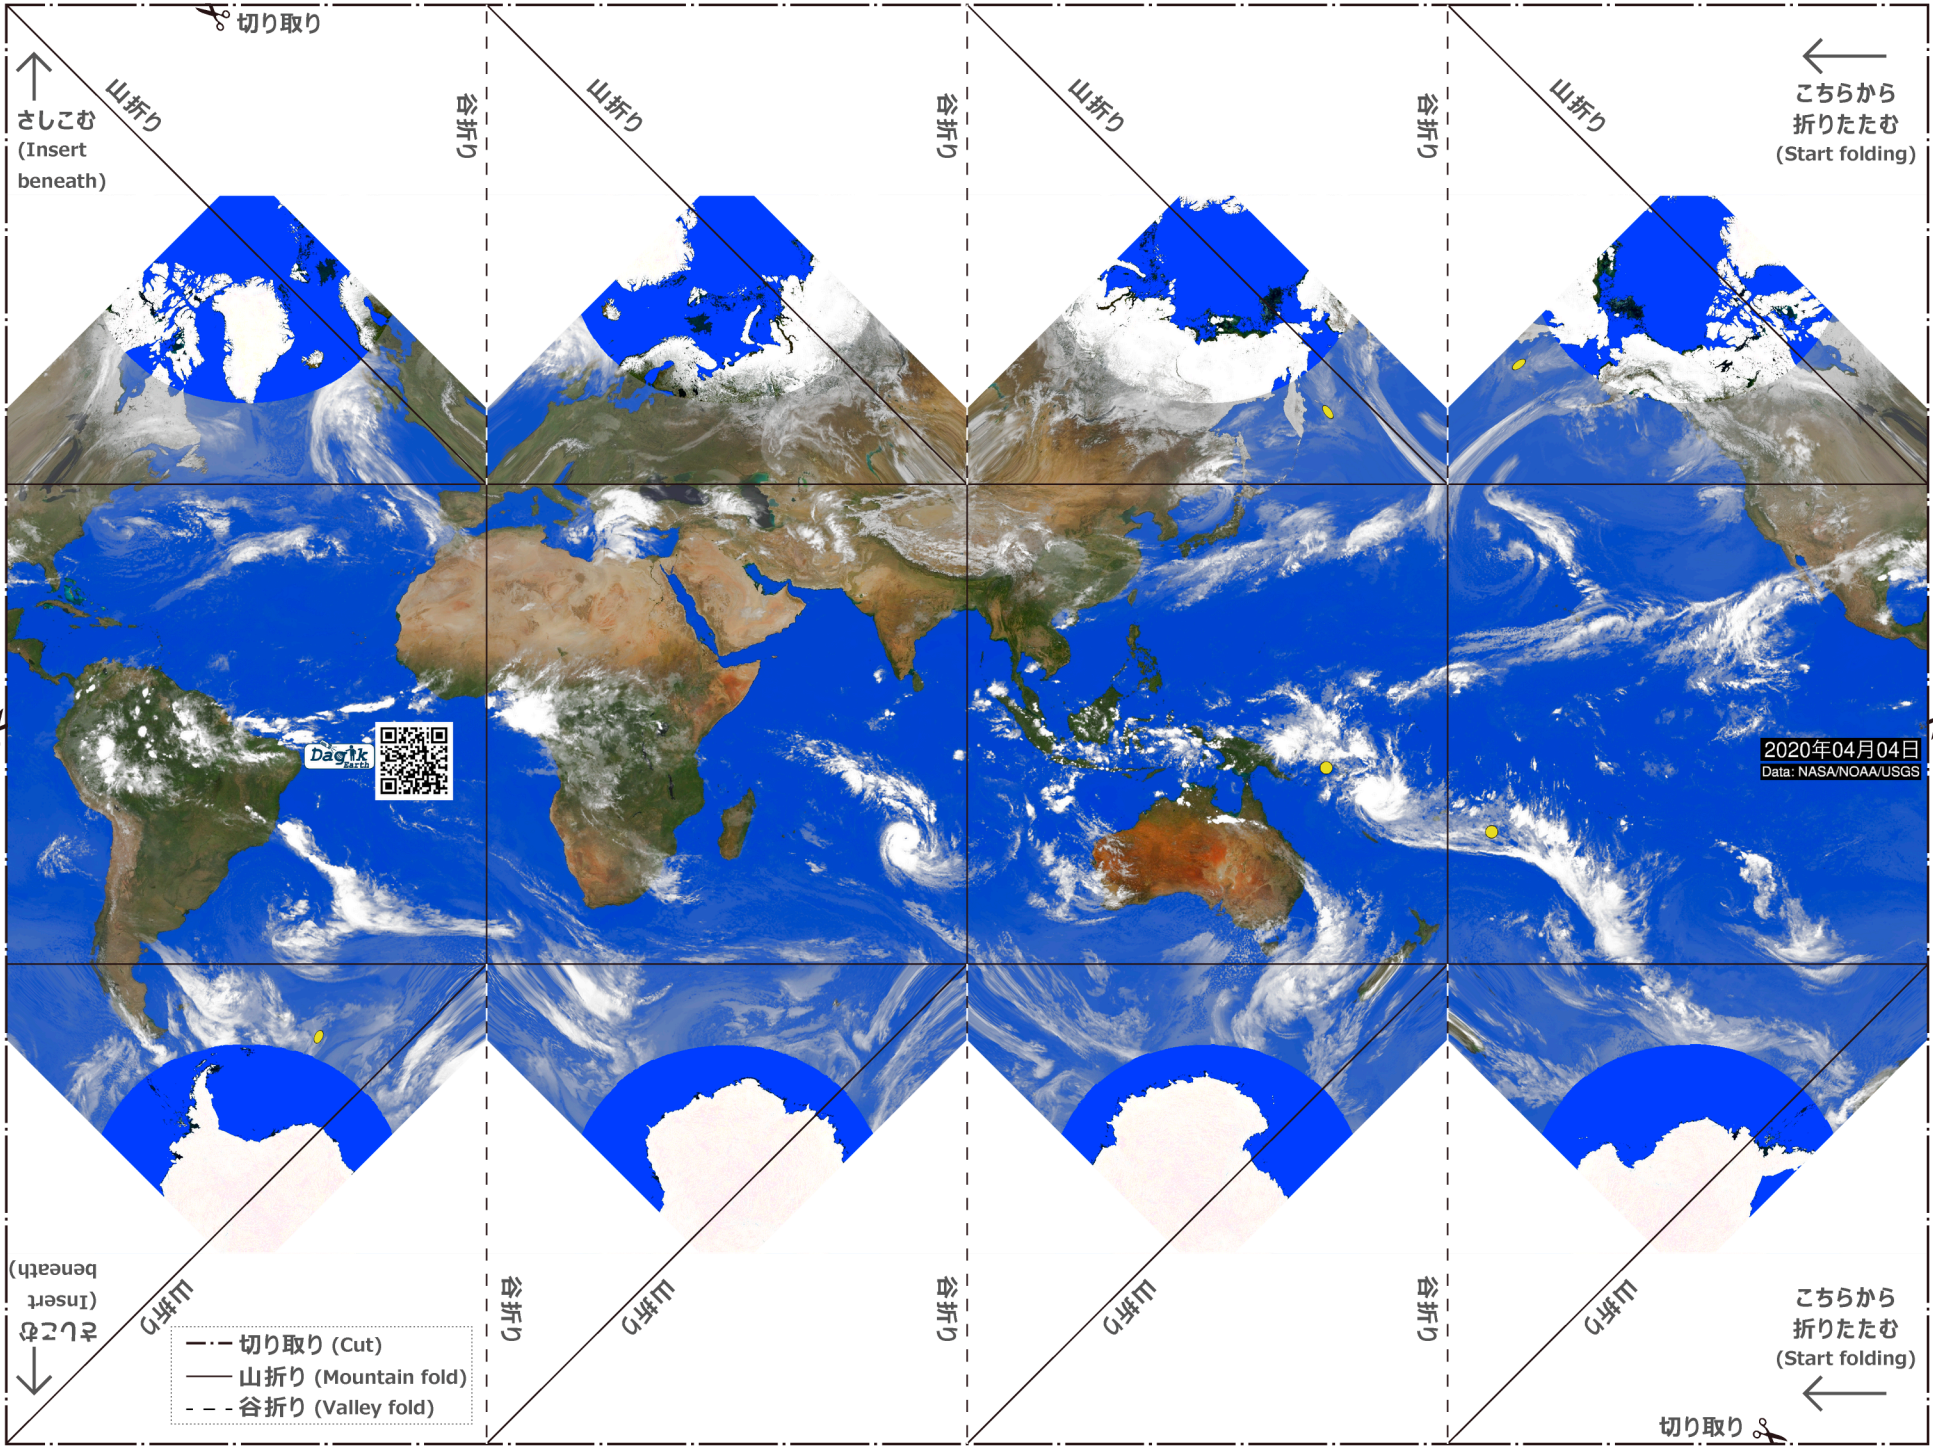 切り取り
山折り
谷折り
山折り
谷折り
山折り
谷折り
山折り
さしこむ
(Insert
beneath)
こちらから
折りたたむ
(Start folding)
Dagik
Earth
2020年04月04日
Data: NASA/NOAA/USGS
さしこむ
(Insert
beneath)
山折り
谷折り
山折り
谷折り
山折り
谷折り
山折り
切り取り (Cut)
山折り (Mountain fold)
谷折り (Valley fold)
こちらから
折りたたむ
(Start folding)
切り取り